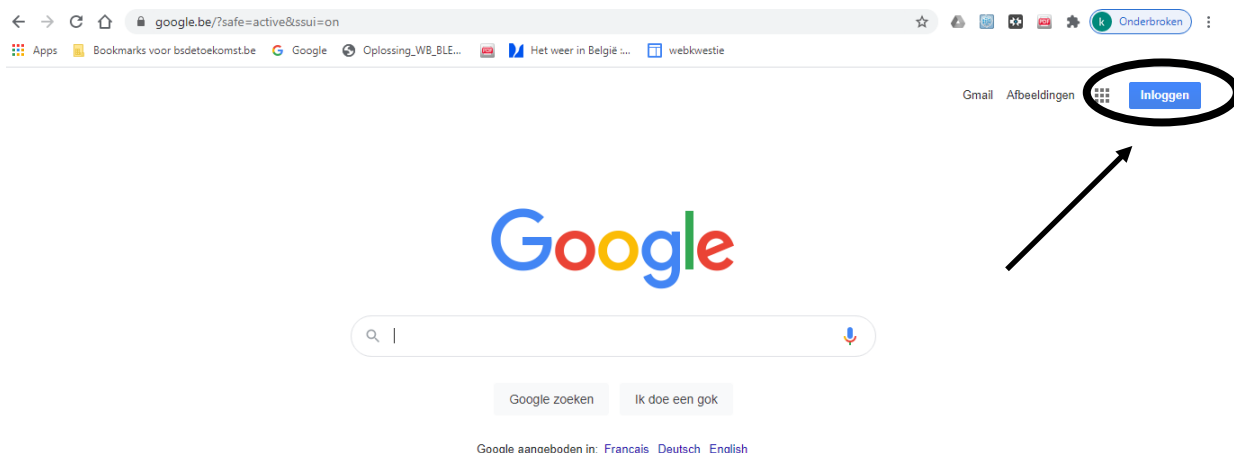 google.be/?safe=active&ssui=on
k Onderbroken
Apps Bookmarks voor bsdetoekomst.be Google Oplossing_WB_BLE... Het weer in België :... webkwestie
Gmail Afbeeldingen Inloggen
Google
Google zoeken Ik doe een gok
Google aangeboden in: Français Deutsch English